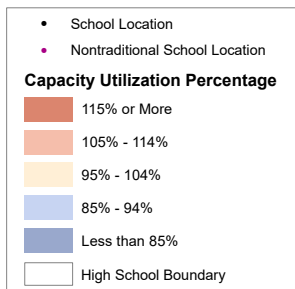 School Location
Nontraditional School Location
Capacity Utilization Percentage
115% or More
105% - 114%
95% - 104%
85% - 94%
Less than 85%
High School Boundary